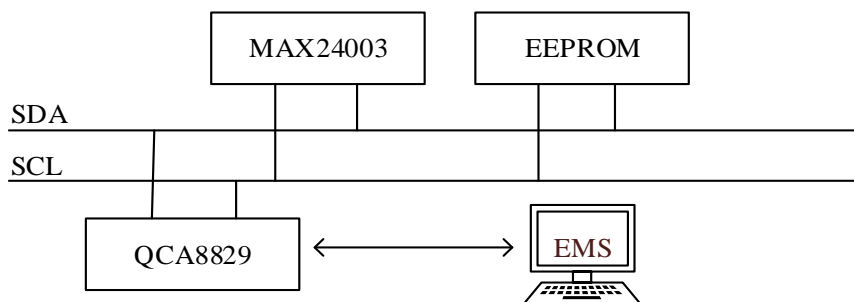 MAX24003
EEPROM
SDA
SCL
QCA8829
EMS